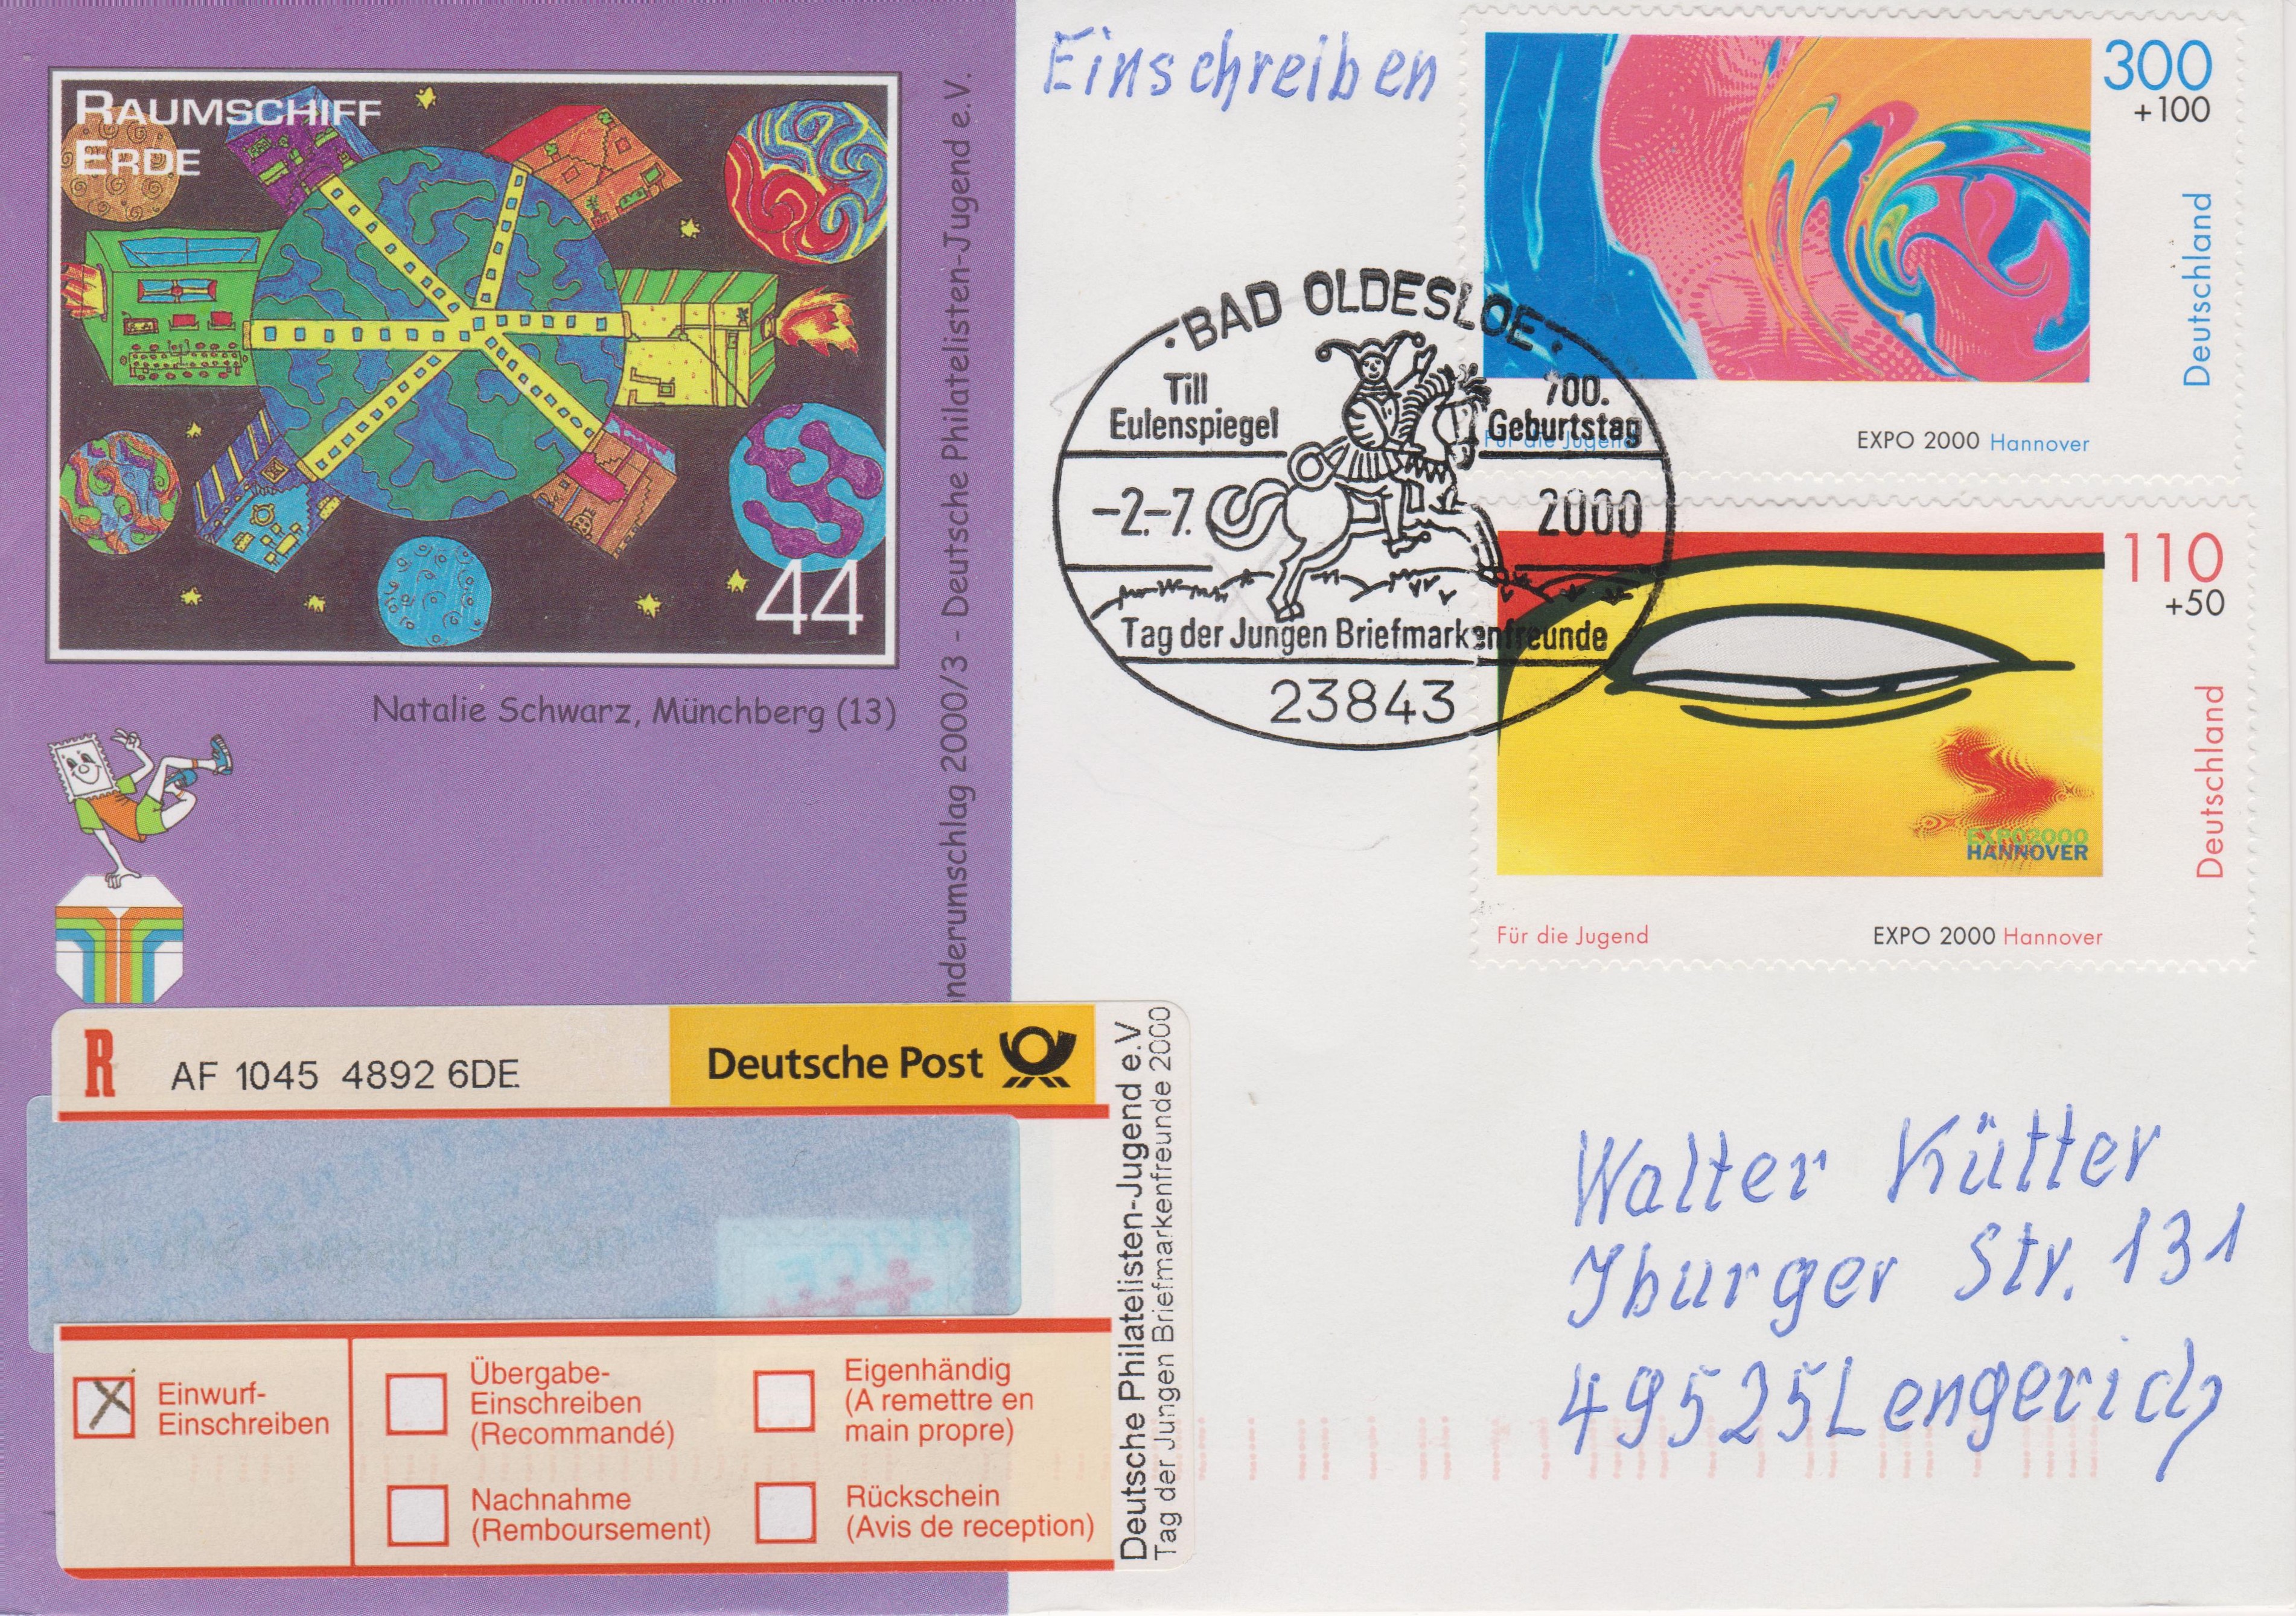 RAUMSCHIFF
ERDE
44
Natalie Schwarz, Münchberg (13)
nderumschlag 2000/3 - Deutsche Philatelisten-Jugend e.V.
Einschreiben
300
+100
Deutschland
Für die Jugend
EXPO 2000 Hannover
110
+50
Deutschland
EXPO2000
HANNOVER
Für die Jugend
EXPO 2000 Hannover
BAD OLDESLOE
Till
Eulenspiegel
700.
Geburtstag
-2.-7.
2000
Tag der Jungen Briefmarkenfreunde
23843
R
AF 1045 4892 6DE
Deutsche Post
Deutsche Philatelisten-Jugend e.V
Tag der Jungen Briefmarkenfreunde 2000
X
Einwurf-
Einschreiben
Übergabe-
Einschreiben
(Recommandé)
Eigenhändig
(A remettre en
main propre)
Nachnahme
(Remboursement)
Rückschein
(Avis de reception)
Walter Kütter
Iburger Str. 131
49525 Lengerich